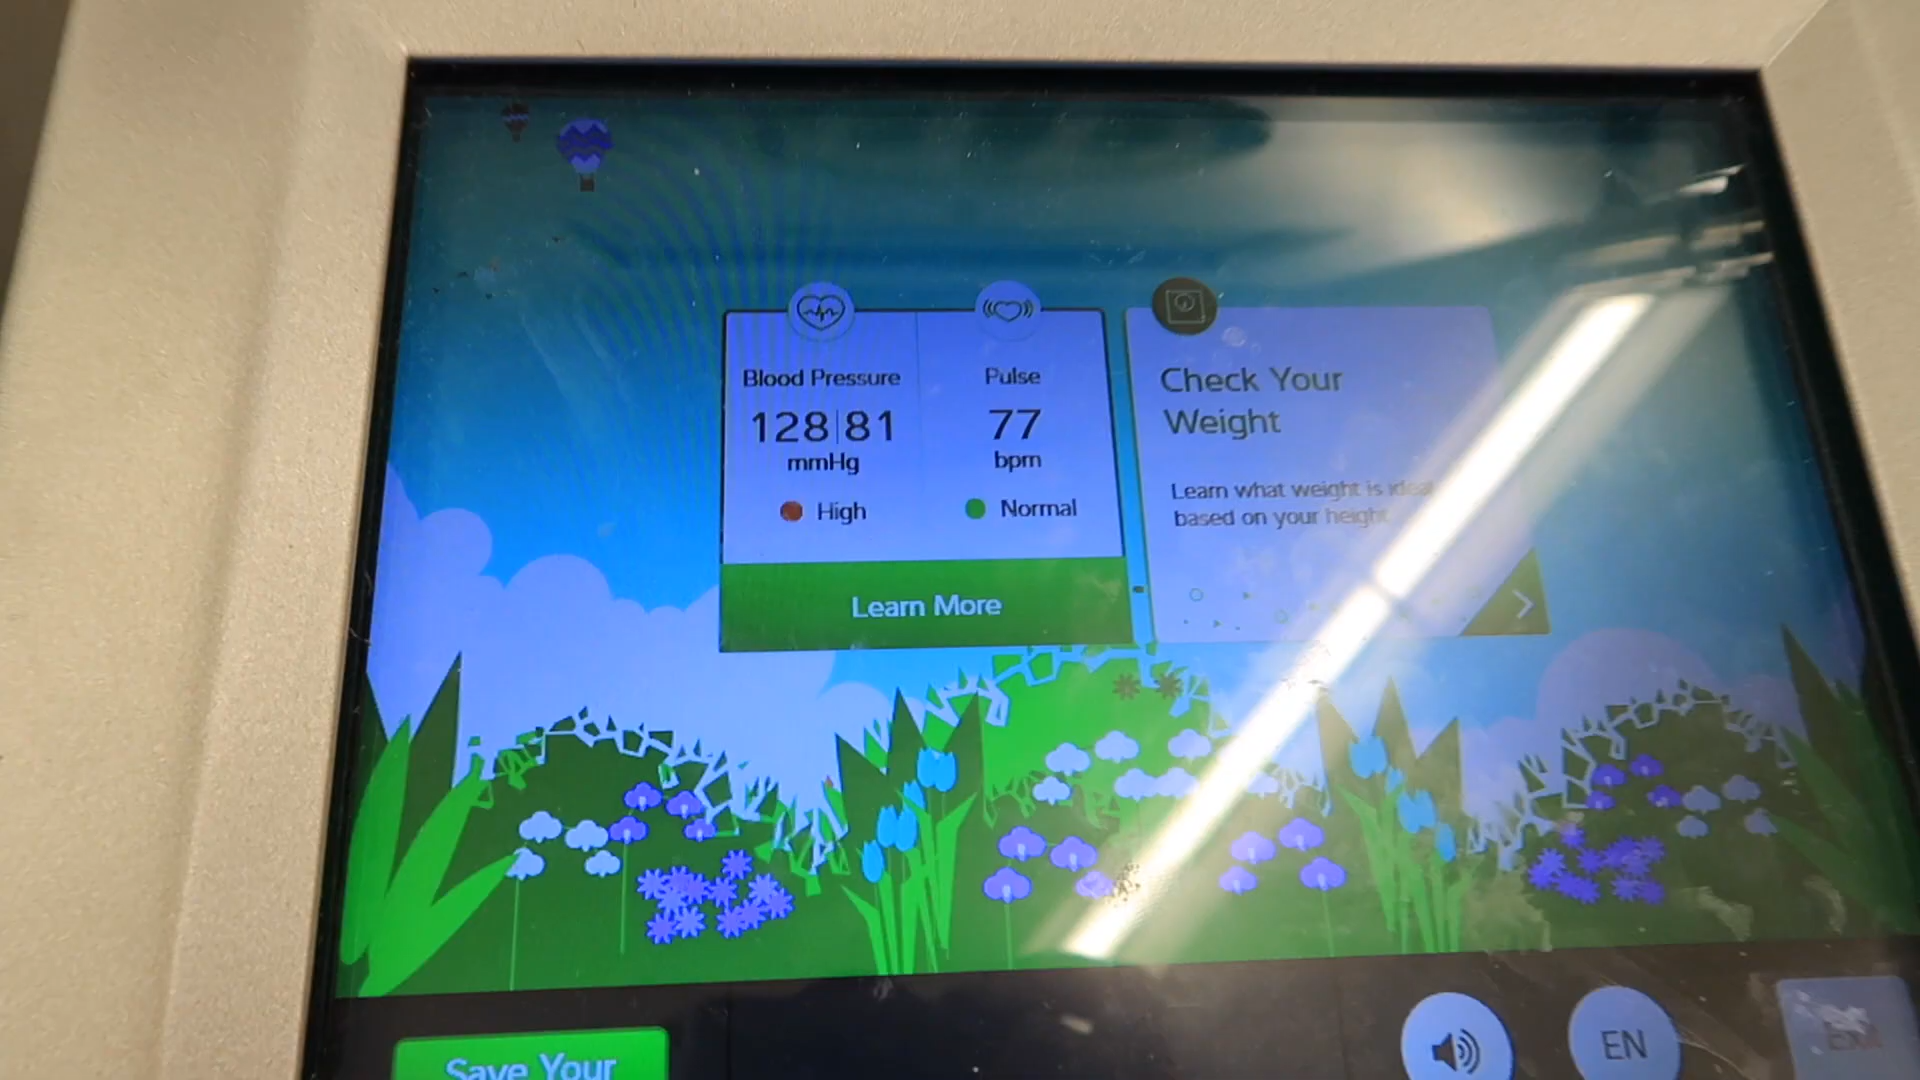 Blood Pressure
128|81
mmHg
High
Pulse
77
bpm
Normal
Learn More
Check Your
Weight
Learn what weight is ideal
based on your height
Save Your
EN